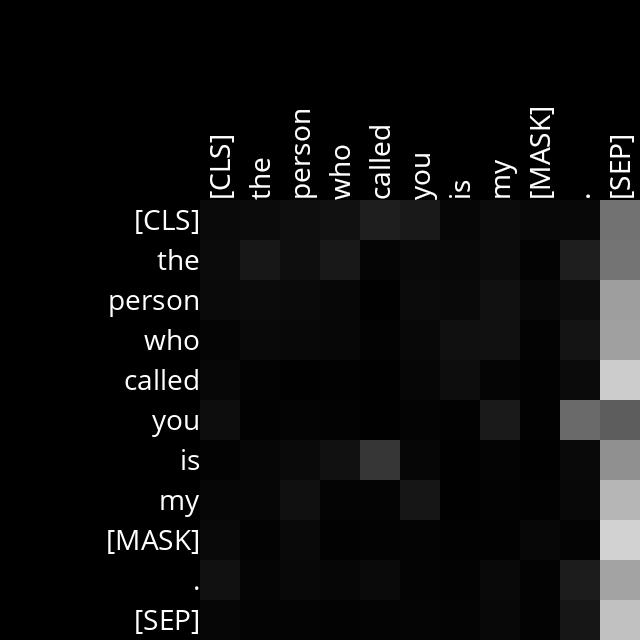 [CLS] the person who called you is my [MASK] . [SEP]
[CLS]
the
person
who
called
you
is
my
[MASK]
.
[SEP]